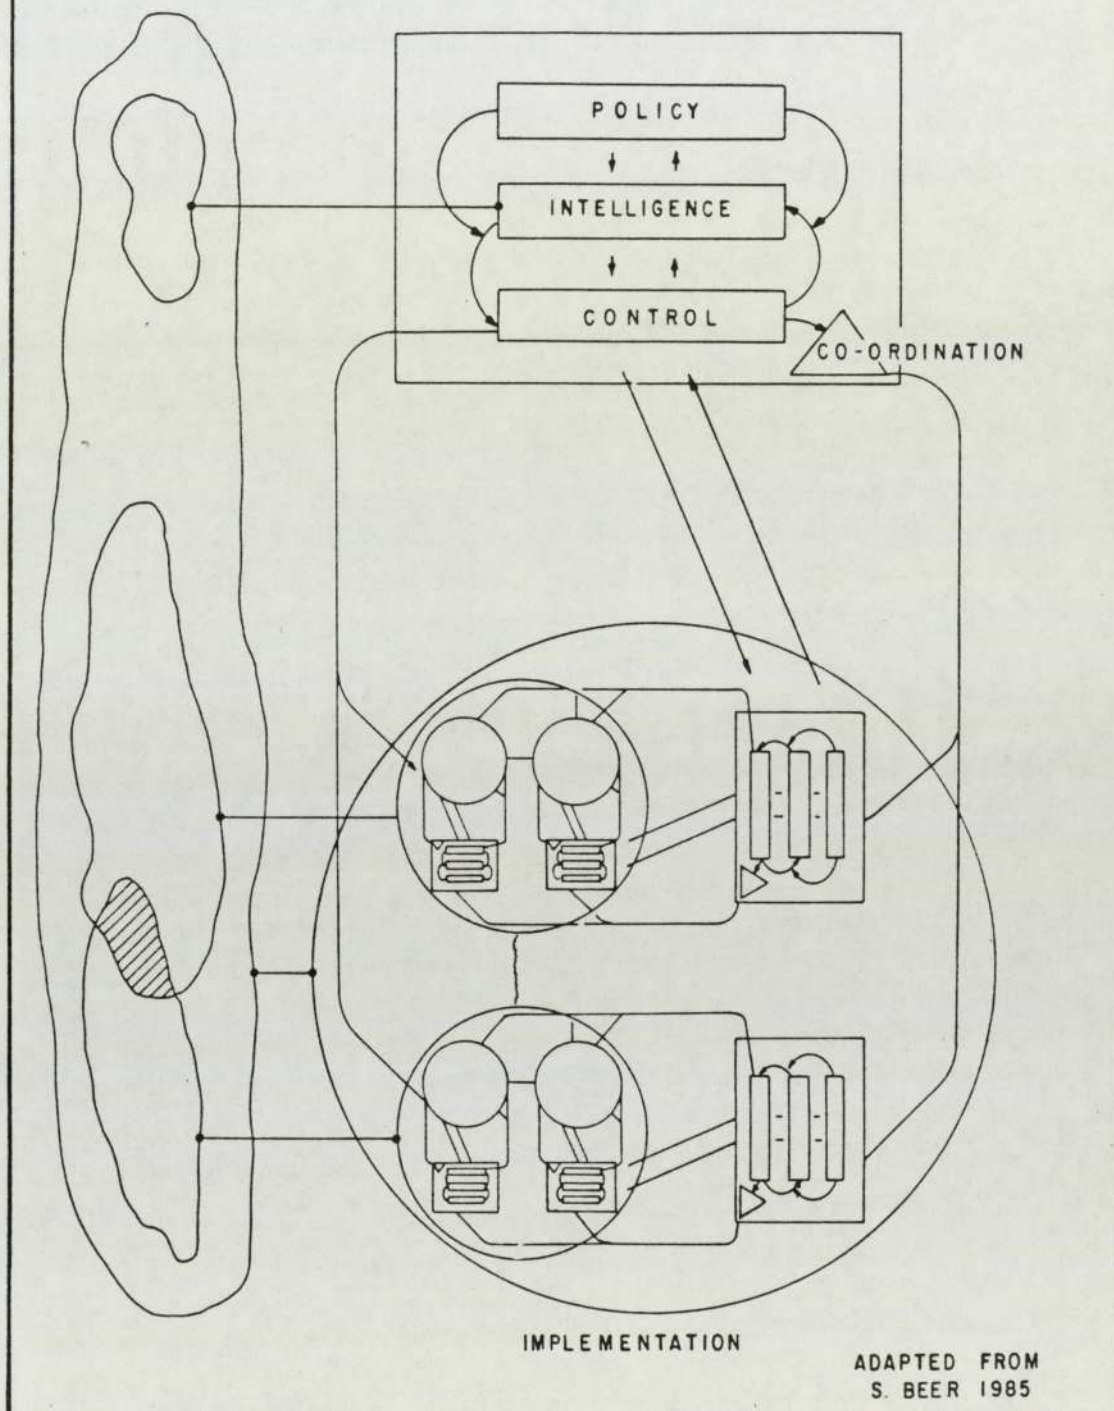 POLICY
INTELLIGENCE
CONTROL
CO-ORDINATION
IMPLEMENTATION
ADAPTED FROM
S. BEER 1985